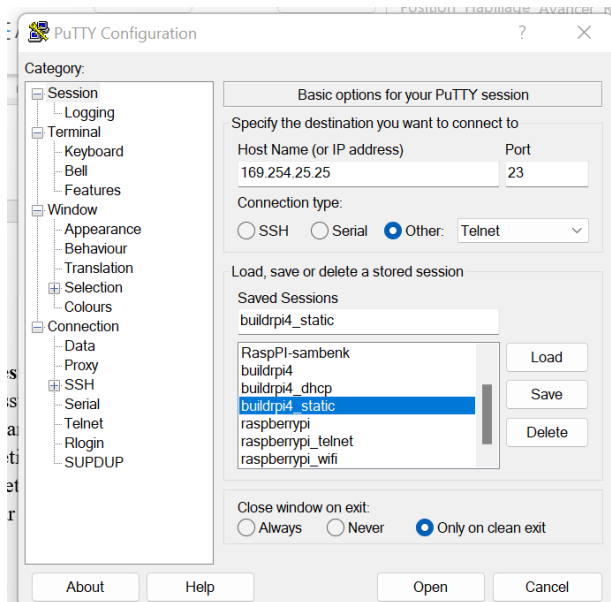 Position Habillage Avancer
PuTTY Configuration ?
Category:
Session
Logging
Terminal
Keyboard
Bell
Features
Window
Appearance
Behaviour
Translation
Selection
Colours
Connection
Data
Proxy
SSH
Serial
Telnet
Rlogin
SUPDUP
Basic options for your PuTTY session
Specify the destination you want to connect to
Host Name (or IP address) Port
169.254.25.25 23
Connection type:
SSH Serial Other: Telnet
Load, save or delete a stored session
Saved Sessions
buildrpi4_static
RaspPI-sambenk
buildrpi4
buildrpi4_dhcp
buildrpi4_static
raspberrypi
raspberrypi_telnet
raspberrypi_wifi
Load
Save
Delete
Close window on exit:
Always Never Only on clean exit
About Help Open Cancel